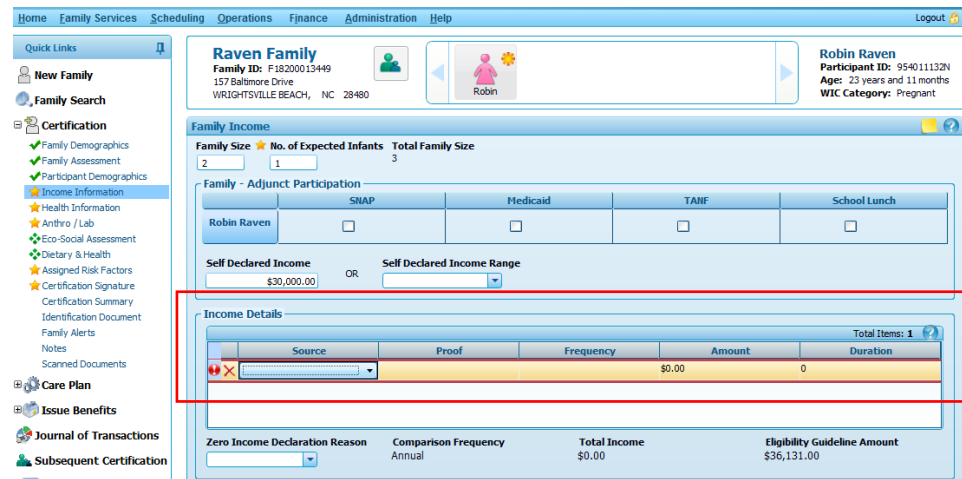 Home Family Services Scheduling Operations Finance Administration Help Logout
Quick Links
New Family
Family Search
Certification
Family Demographics
Family Assessment
Participant Demographics
Income Information
Health Information
Anthro / Lab
Eco-Social Assessment
Dietary & Health
Assigned Risk Factors
Certification Signature
Certification Summary
Identification Document
Family Alerts
Notes
Scanned Documents
Care Plan
Issue Benefits
Journal of Transactions
Subsequent Certification
Raven Family
Family ID: F18200013449
157 Baltimore Drive
WRIGHTSVILLE BEACH, NC 28480
Robin
Robin Raven
Participant ID: 954011132N
Age: 23 years and 11 months
WIC Category: Pregnant
Family Income
Family Size No. of Expected Infants Total Family Size
2 1 3
Family - Adjunct Participation
SNAP Medicaid TANF School Lunch
Robin Raven
Self Declared Income OR Self Declared Income Range
$30,000.00
Income Details
Total Items: 1
Source Proof Frequency Amount Duration
$0.00 0
Zero Income Declaration Reason Comparison Frequency Total Income Eligibility Guideline Amount
Annual $0.00 $36,131.00